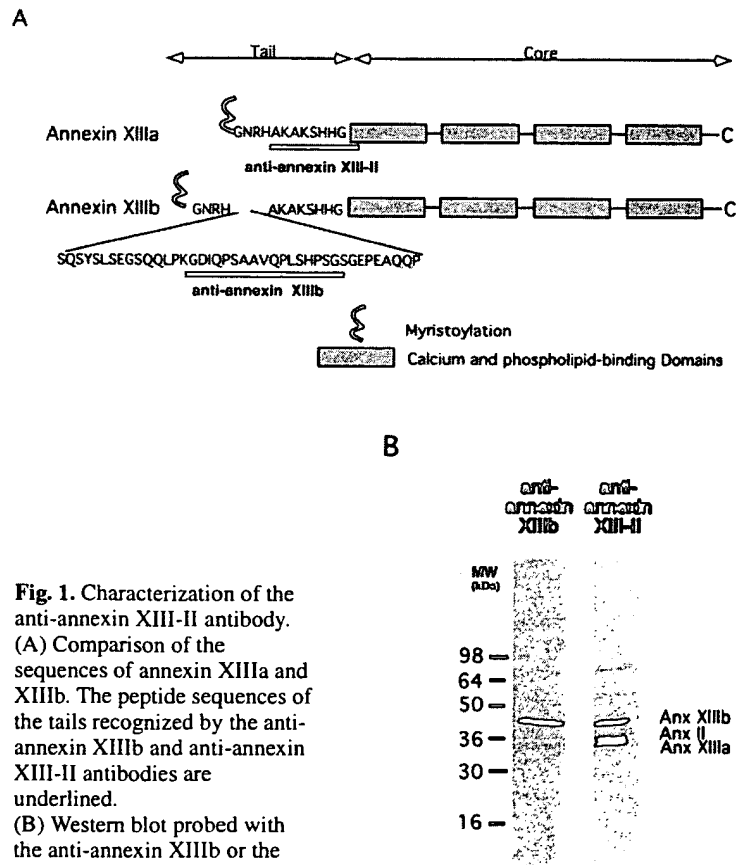 A
Tail
Core
Annexin XIIIa
GNRHAKAKSHHG
C
anti-annexin XIII-II
Annexin XIIIb
GNRH
AKAKSHHG
C
SQSYSLSEGSQQLPKGDIQPSAAVQPLSHPSGSGEPEAQQP
anti-annexin XIIIb
Myristoylation
Calcium and phospholipid-binding Domains
B
anti-
annexin
XIIIb
anti-
annexin
XIII-II
MW
(kDa)
98
64
50
36
30
16
Anx XIIIb
Anx II
Anx XIIIa
Fig. 1. Characterization of the
anti-annexin XIII-II antibody.
(A) Comparison of the
sequences of annexin XIIIa and
XIIIb. The peptide sequences of
the tails recognized by the anti-
annexin XIIIb and anti-annexin
XIII-II antibodies are
underlined.
(B) Western blot probed with
the anti-annexin XIIIb or the